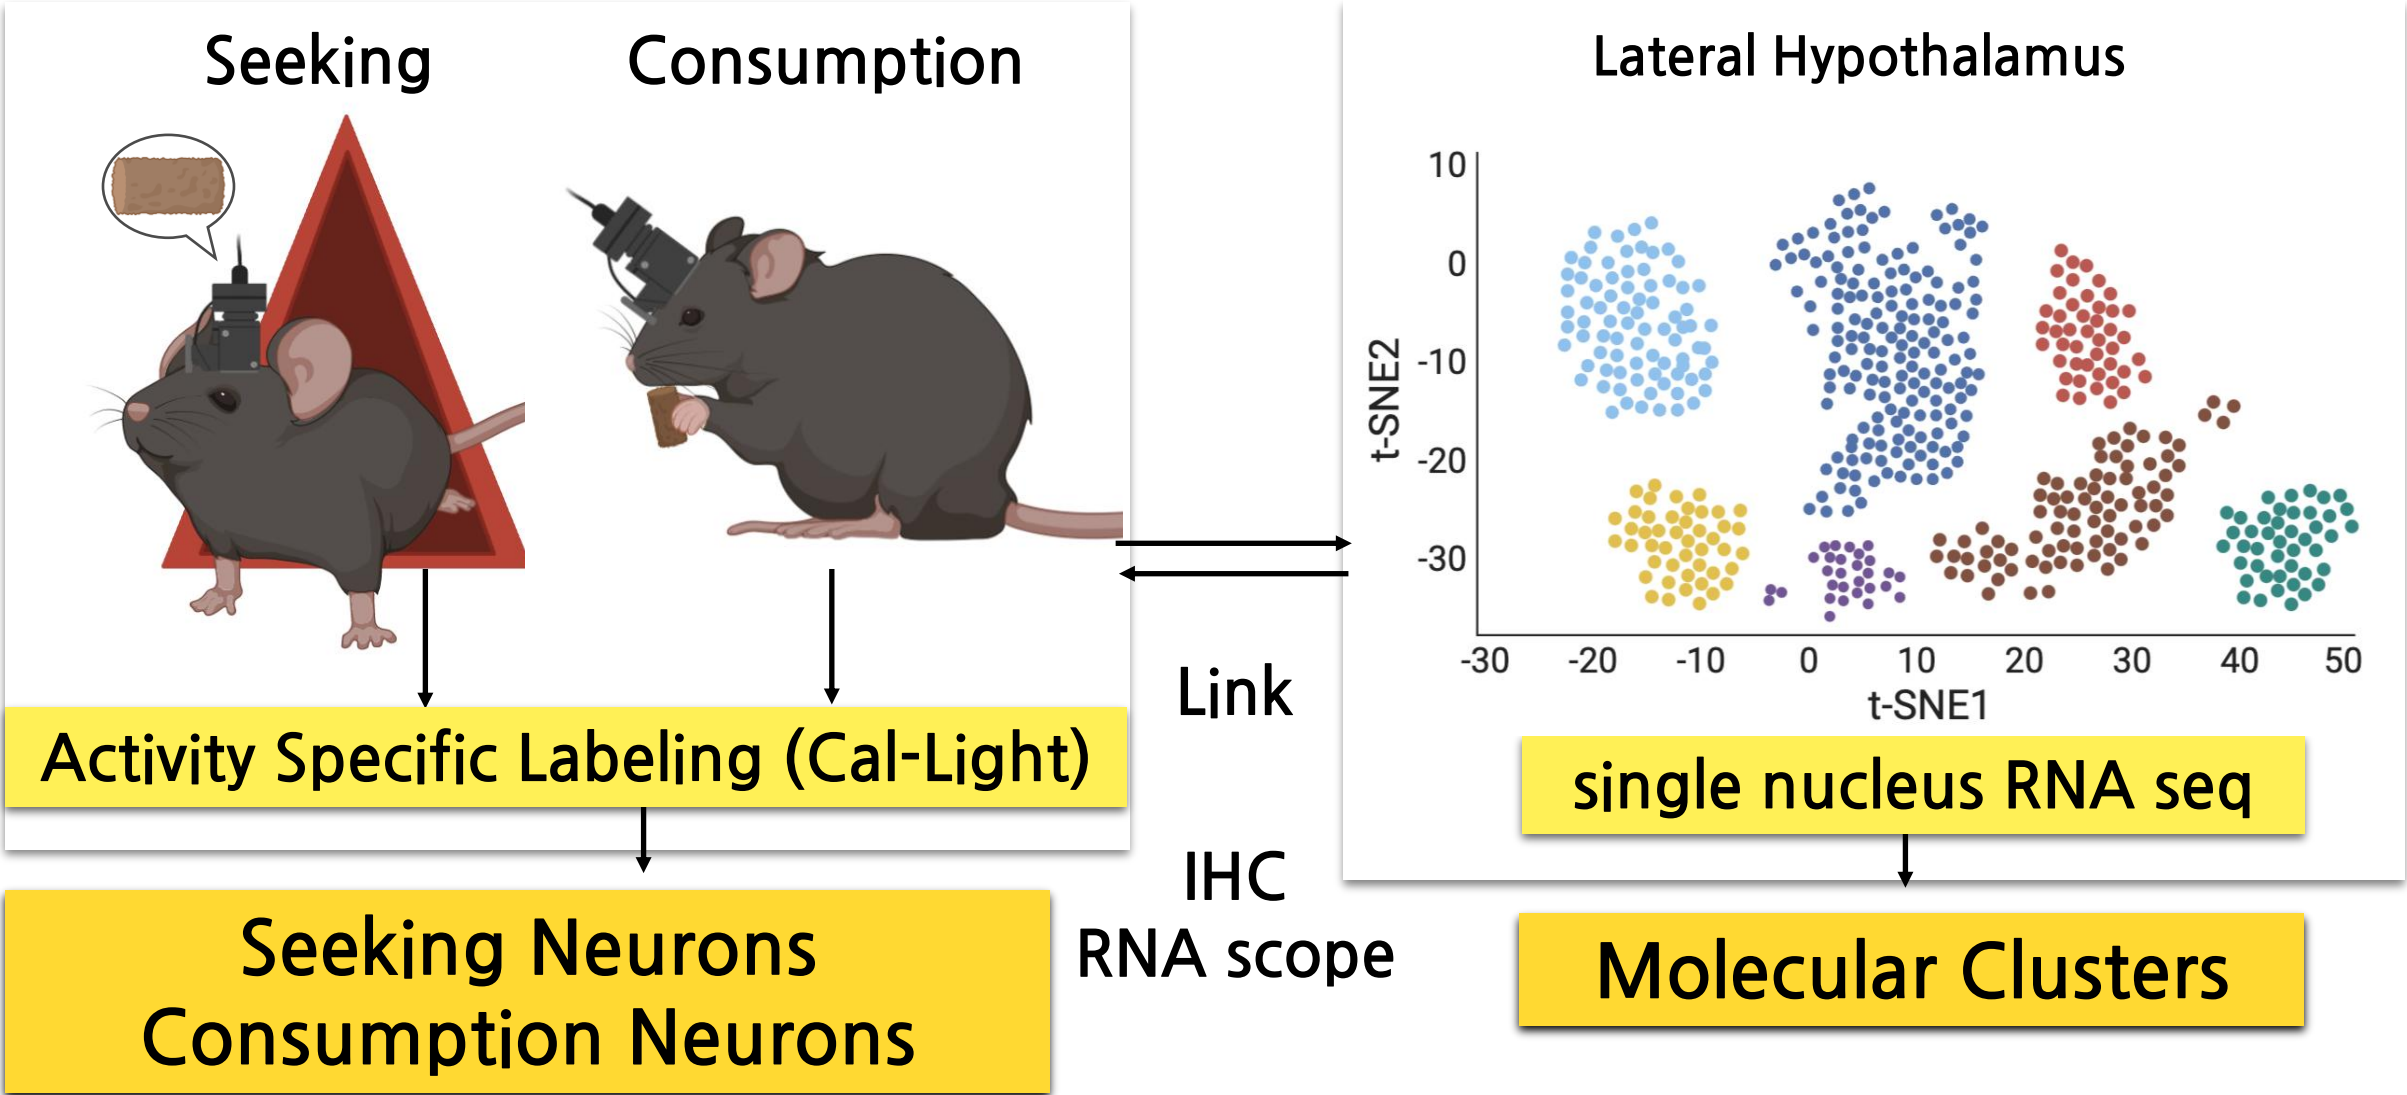 Seeking
Consumption
Activity Specific Labeling (Cal-Light)
Seeking Neurons
Consumption Neurons
Link
IHC
RNA scope
Lateral Hypothalamus
10
0
-10
-20
-30
t-SNE2
-30 -20 -10 0 10 20 30 40 50
t-SNE1
single nucleus RNA seq
Molecular Clusters